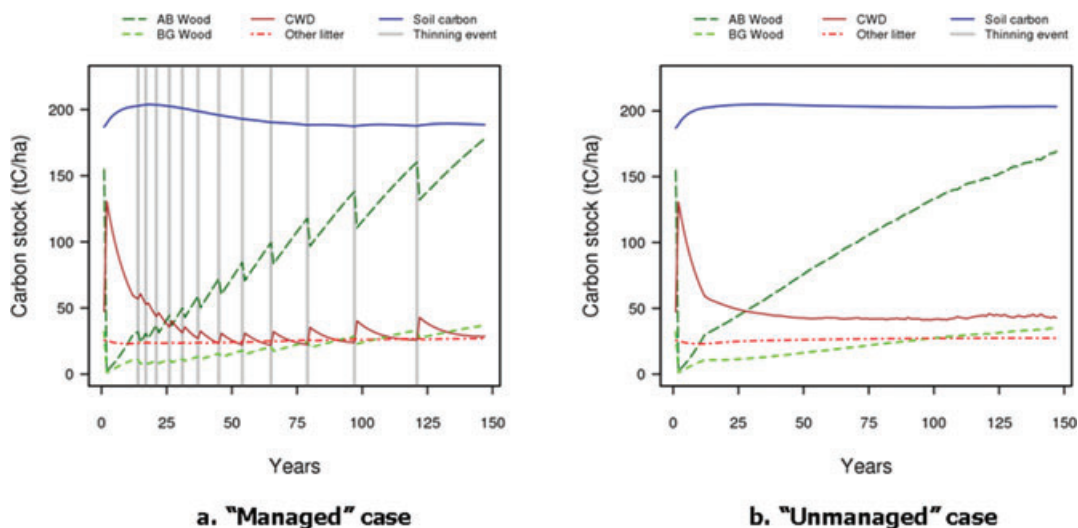 AB Wood CWD Soil carbon
BG Wood Other litter Thinning event
Carbon stock (tC/ha)
200
150
100
50
0
0 25 50 75 100 125 150
Years
a. "Managed" case
AB Wood CWD Soil carbon
BG Wood Other litter Thinning event
Carbon stock (tC/ha)
200
150
100
50
0
0 25 50 75 100 125 150
Years
b. "Unmanaged" case